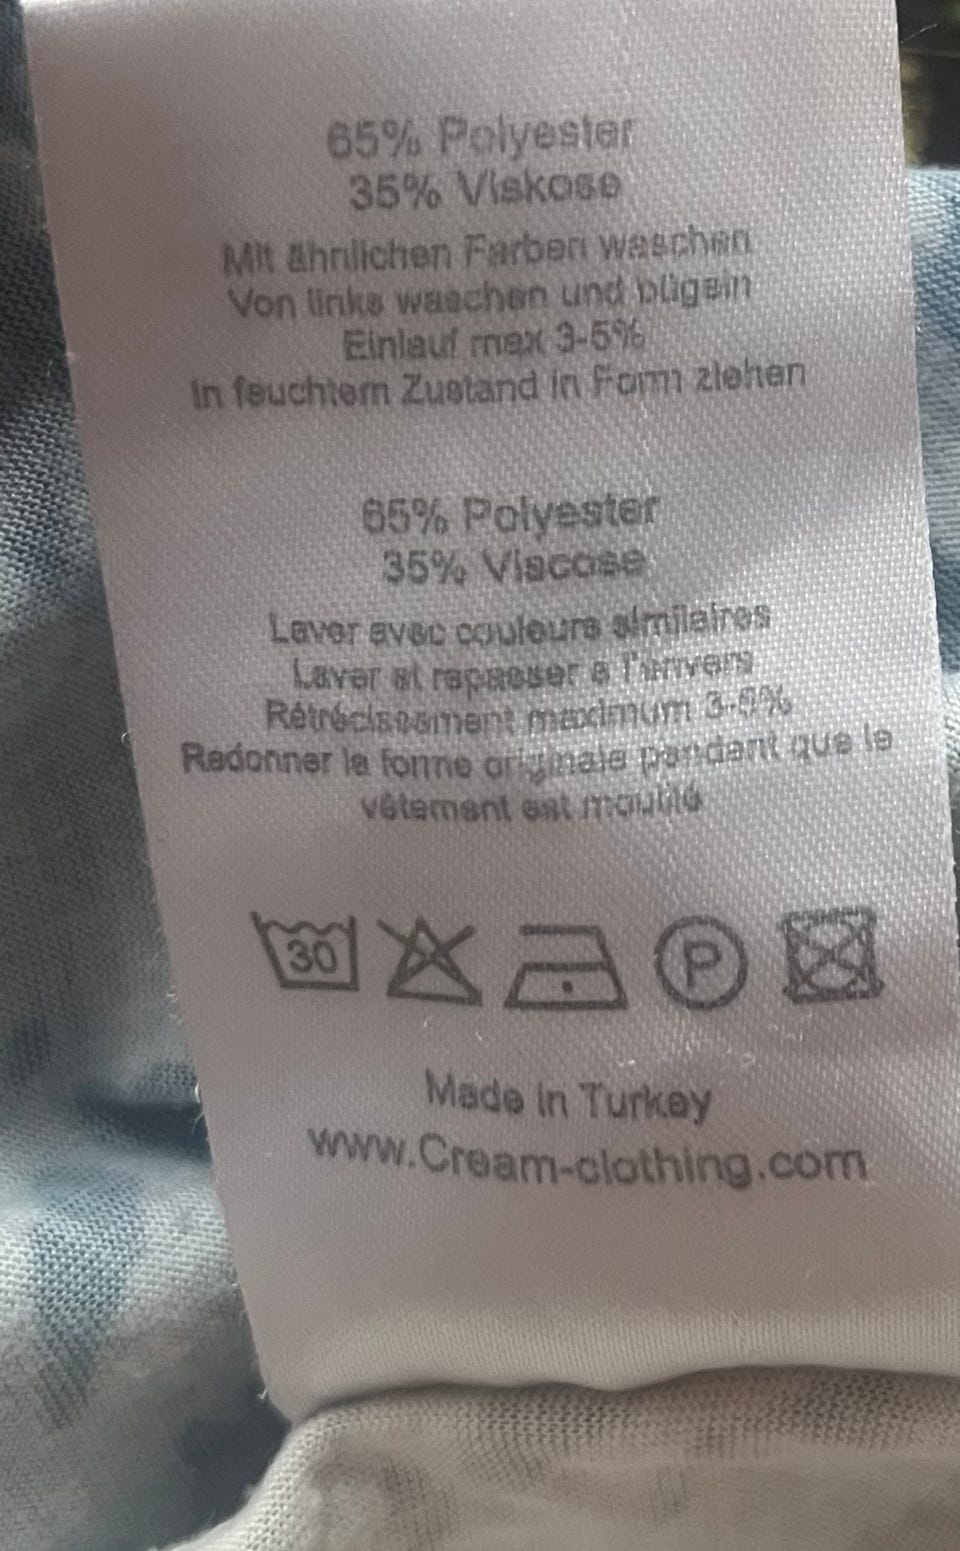 65% Polyester
35% Viskose
Mit ähnlichen Farben waschen
Von links waschen und bügeln
Einlauf max 3-5%
In feuchtem Zustand in Form ziehen
65% Polyester
35% Viscose
Laver avec couleurs similaires
Laver et repasser a l'envers
Rétrécissement maximum 3-5%
Redonner la forme originale pendant que le
vêtement est mouillé
30
P
Made in Turkey
www.Cream-clothing.com